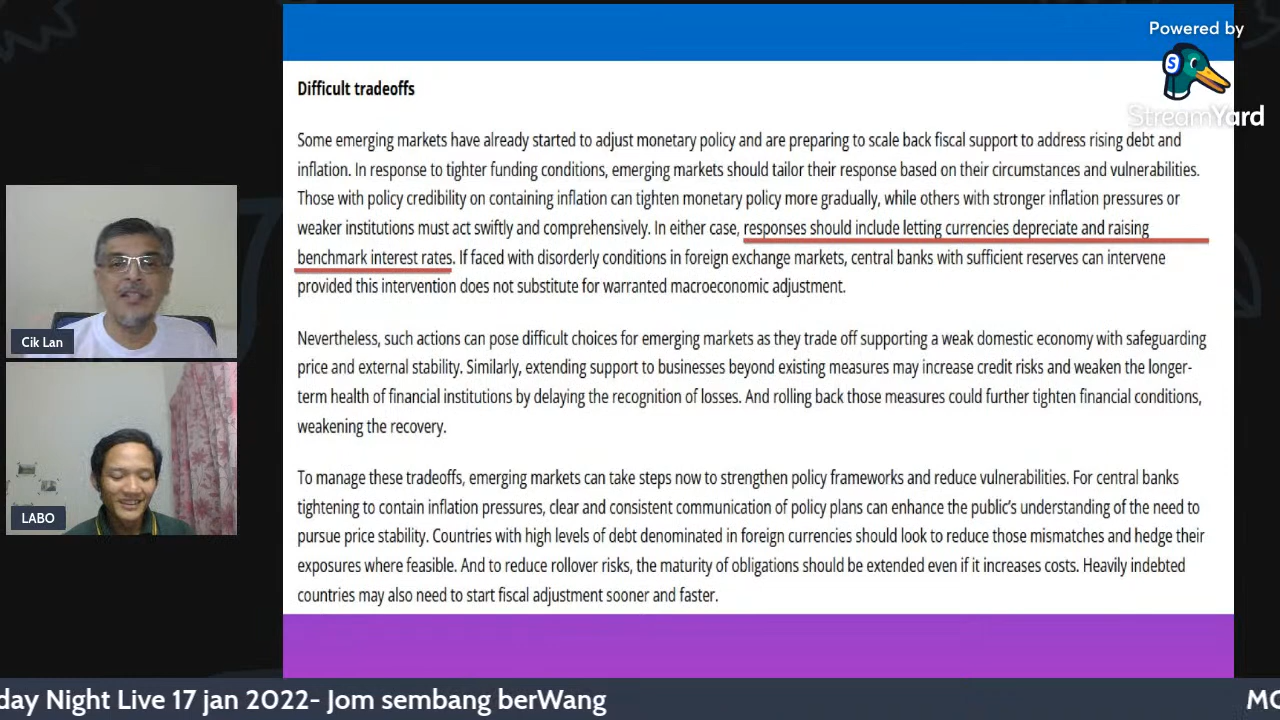 Powered by
StreamYard
Difficult tradeoffs
Some emerging markets have already started to adjust monetary policy and are preparing to scale back fiscal support to address rising debt and
inflation. In response to tighter funding conditions, emerging markets should tailor their response based on their circumstances and vulnerabilities.
Those with policy credibility on containing inflation can tighten monetary policy more gradually, while others with stronger inflation pressures or
weaker institutions must act swiftly and comprehensively. In either case, responses should include letting currencies depreciate and raising
benchmark interest rates. If faced with disorderly conditions in foreign exchange markets, central banks with sufficient reserves can intervene
provided this intervention does not substitute for warranted macroeconomic adjustment.
Nevertheless, such actions can pose difficult choices for emerging markets as they trade off supporting a weak domestic economy with safeguarding
price and external stability. Similarly, extending support to businesses beyond existing measures may increase credit risks and weaken the longer-
term health of financial institutions by delaying the recognition of losses. And rolling back those measures could further tighten financial conditions,
weakening the recovery.
To manage these tradeoffs, emerging markets can take steps now to strengthen policy frameworks and reduce vulnerabilities. For central banks
tightening to contain inflation pressures, clear and consistent communication of policy plans can enhance the public's understanding of the need to
pursue price stability. Countries with high levels of debt denominated in foreign currencies should look to reduce those mismatches and hedge their
exposures where feasible. And to reduce rollover risks, the maturity of obligations should be extended even if it increases costs. Heavily indebted
countries may also need to start fiscal adjustment sooner and faster.
Cik Lan
LABO
day Night Live 17 jan 2022- Jom sembang berWang
MO